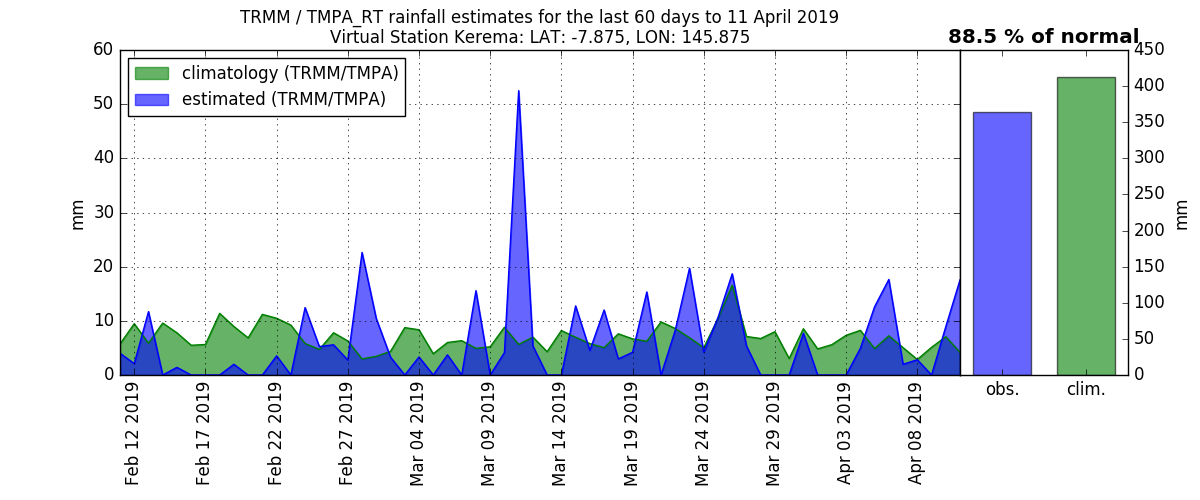 TRMM / TMPA_RT rainfall estimates for the last 60 days to 11 April 2019
Virtual Station Kerema: LAT: -7.875, LON: 145.875
88.5 % of normal
climatology (TRMM/TMPA)
estimated (TRMM/TMPA)
60
50
40
30
20
10
0
mm
Feb 12 2019
Feb 17 2019
Feb 22 2019
Feb 27 2019
Mar 04 2019
Mar 09 2019
Mar 14 2019
Mar 19 2019
Mar 24 2019
Mar 29 2019
Apr 03 2019
Apr 08 2019
450
400
350
300
250
200
150
100
50
0
mm
obs.
clim.